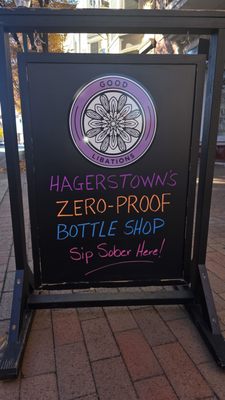 GOOD
LIBATIONS
HAGERSTOWN'S
ZERO-PROOF
BOTTLE SHOP
Sip Sober Here!